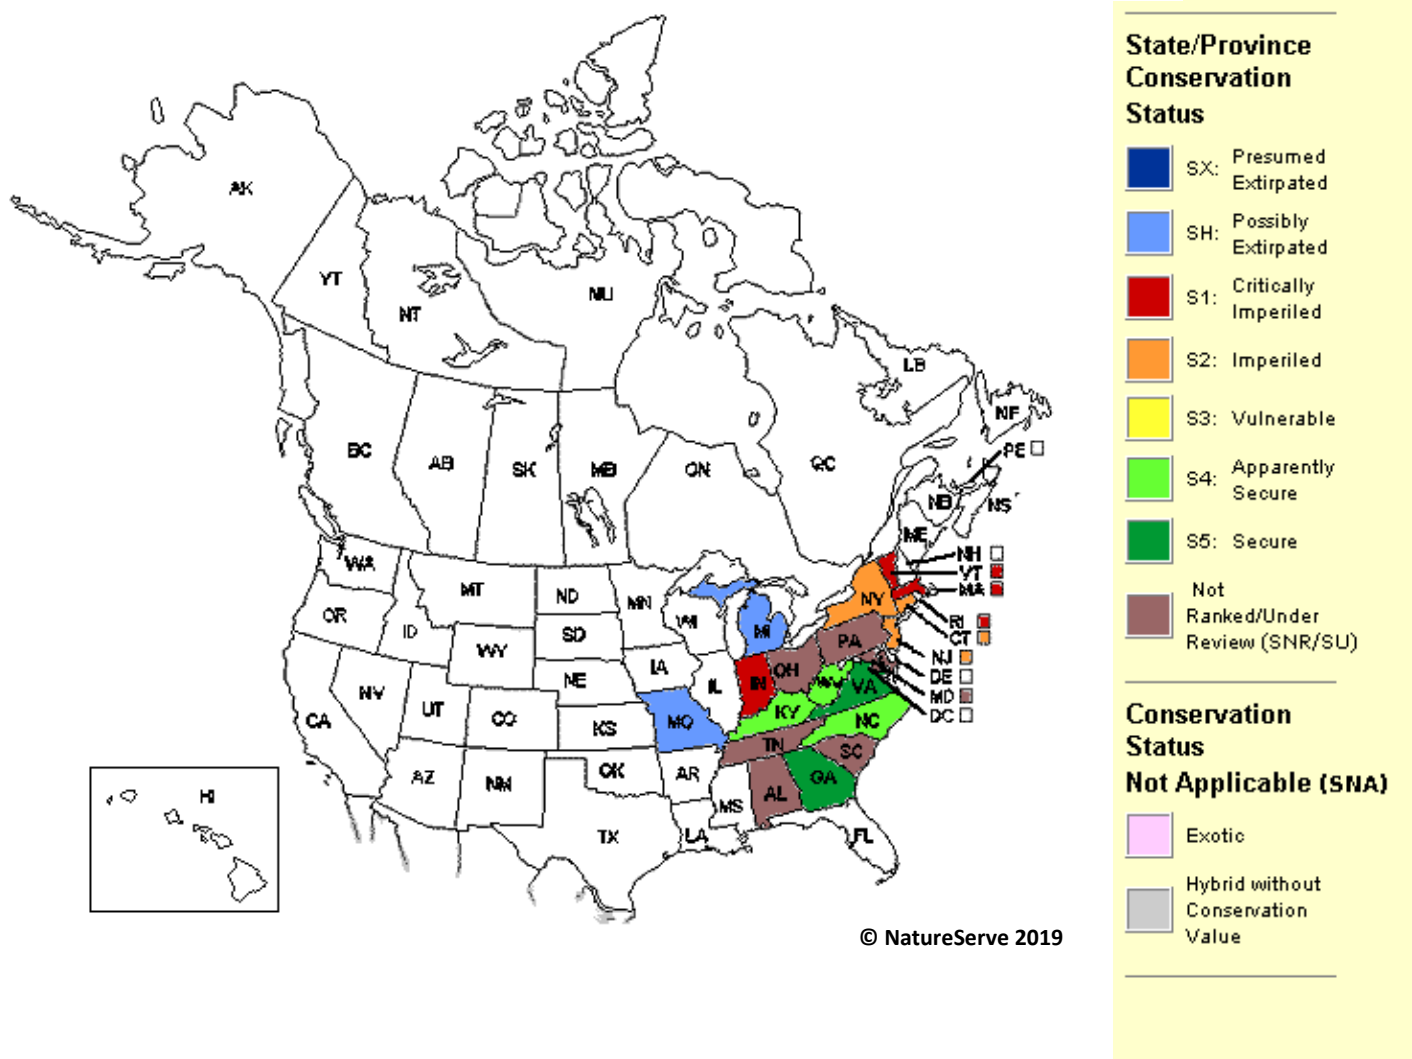 AK
YT
NT
NU
BC
AB
SK
MB
ON
QC
LB
NF
PE
NB
NS
ME
NH
VT
MA
RI
CT
NJ
DE
MD
DC
WA
OR
ID
MT
WY
ND
SD
NE
KS
MN
WI
IA
IL
MI
NY
PA
OH
IN
WV
VA
KY
NC
TN
SC
GA
AL
MS
FL
LA
AR
MO
OK
TX
NM
AZ
CO
UT
NV
CA
HI
© NatureServe 2019
State/Province
Conservation
Status
SX: Presumed
Extirpated
SH: Possibly
Extirpated
S1: Critically
Imperiled
S2: Imperiled
S3: Vulnerable
S4: Apparently
Secure
S5: Secure
Not
Ranked/Under
Review (SNR/SU)
Conservation
Status
Not Applicable (SNA)
Exotic
Hybrid without
Conservation
Value